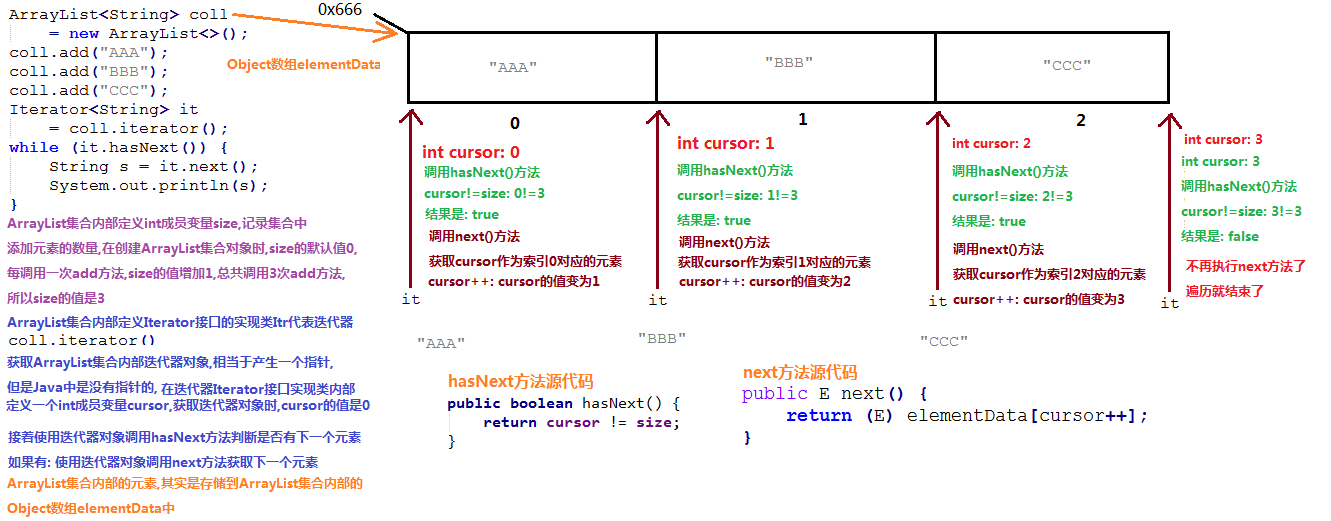 ArrayList<String> coll
= new ArrayList<>();
coll.add("AAA");
coll.add("BBB");
coll.add("CCC");
Iterator<String> it
= coll.iterator();
while (it.hasNext()) {
String s = it.next();
System.out.println(s);
}
ArrayList集合内部定义int成员变量size,记录集合中
添加元素的数量,在创建ArrayList集合对象时,size的默认值0,
每调用一次add方法,size的值增加1,总共调用3次add方法,
所以size的值是3
ArrayList集合内部定义Iterator接口的实现类Itr代表迭代器
coll.iterator()
获取ArrayList集合内部迭代器对象,相当于产生一个指针,
但是Java中是没有指针的, 在迭代器Iterator接口实现类内部
定义一个int成员变量cursor,获取迭代器对象时,cursor的值是0
接着使用迭代器对象调用hasNext方法判断是否有下一个元素
如果有: 使用迭代器对象调用next方法获取下一个元素
ArrayList集合内部的元素,其实是存储到ArrayList集合内部的
Object数组elementData中
0x666
Object数组elementData
"AAA"
"BBB"
"CCC"
0
1
2
int cursor: 0
调用hasNext()方法
cursor!=size: 0!=3
结果是: true
调用next()方法
获取cursor作为索引0对应的元素
cursor++: cursor的值变为1
it
"AAA"
int cursor: 1
调用hasNext()方法
cursor!=size: 1!=3
结果是: true
调用next()方法
获取cursor作为索引1对应的元素
cursor++: cursor的值变为2
it
"BBB"
int cursor: 2
调用hasNext()方法
cursor!=size: 2!=3
结果是: true
调用next()方法
获取cursor作为索引2对应的元素
cursor++: cursor的值变为3
it
"CCC"
int cursor: 3
int cursor: 3
调用hasNext()方法
cursor!=size: 3!=3
结果是: false
不再执行next方法了
遍历就结束了
it
hasNext方法源代码
public boolean hasNext() {
return cursor != size;
}
next方法源代码
public E next() {
return (E) elementData[cursor++];
}